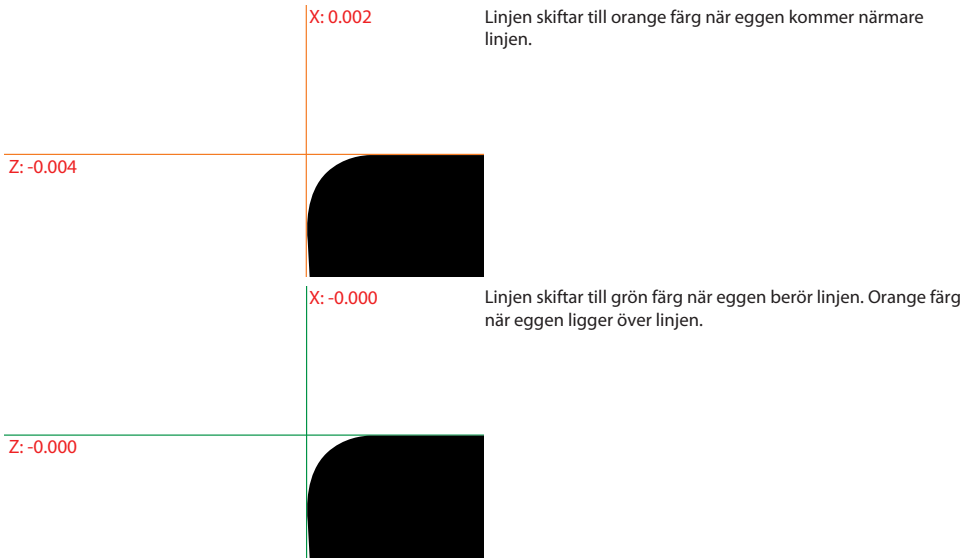 X: 0.002
Linjen skiftar till orange färg när eggen kommer närmare
linjen.
Z: -0.004
X: -0.000
Linjen skiftar till grön färg när eggen berör linjen. Orange färg
när eggen ligger över linjen.
Z: -0.000